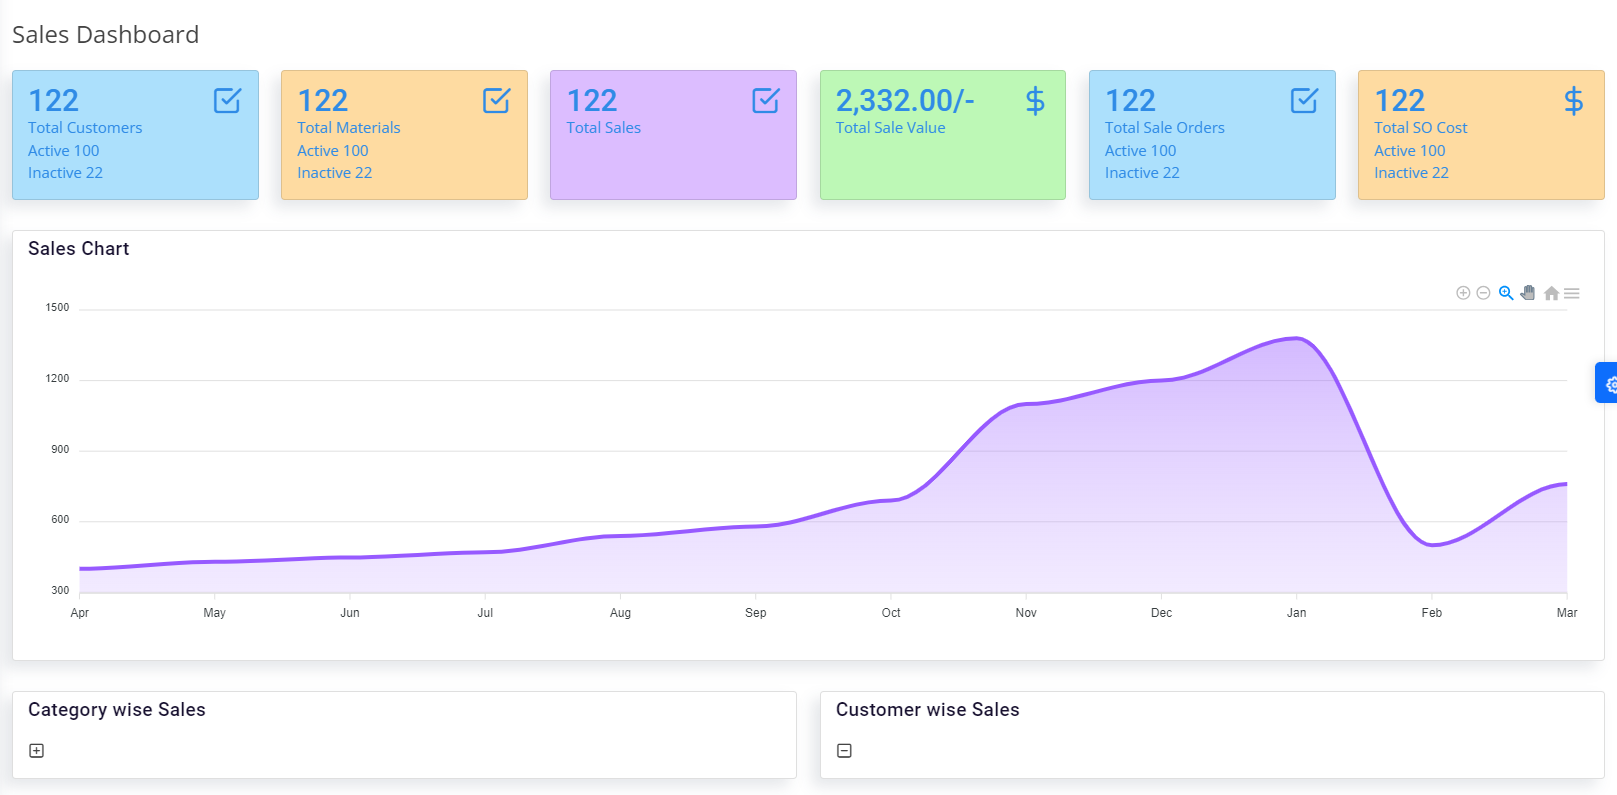 Sales Dashboard
122
Total Customers
Active 100
Inactive 22
122
Total Materials
Active 100
Inactive 22
122
Total Sales
2,332.00/-
Total Sale Value
122
Total Sale Orders
Active 100
Inactive 22
122
Total SO Cost
Active 100
Inactive 22
Sales Chart
1500
1200
900
600
300
Apr May Jun Jul Aug Sep Oct Nov Dec Jan Feb Mar
Category wise Sales
Customer wise Sales